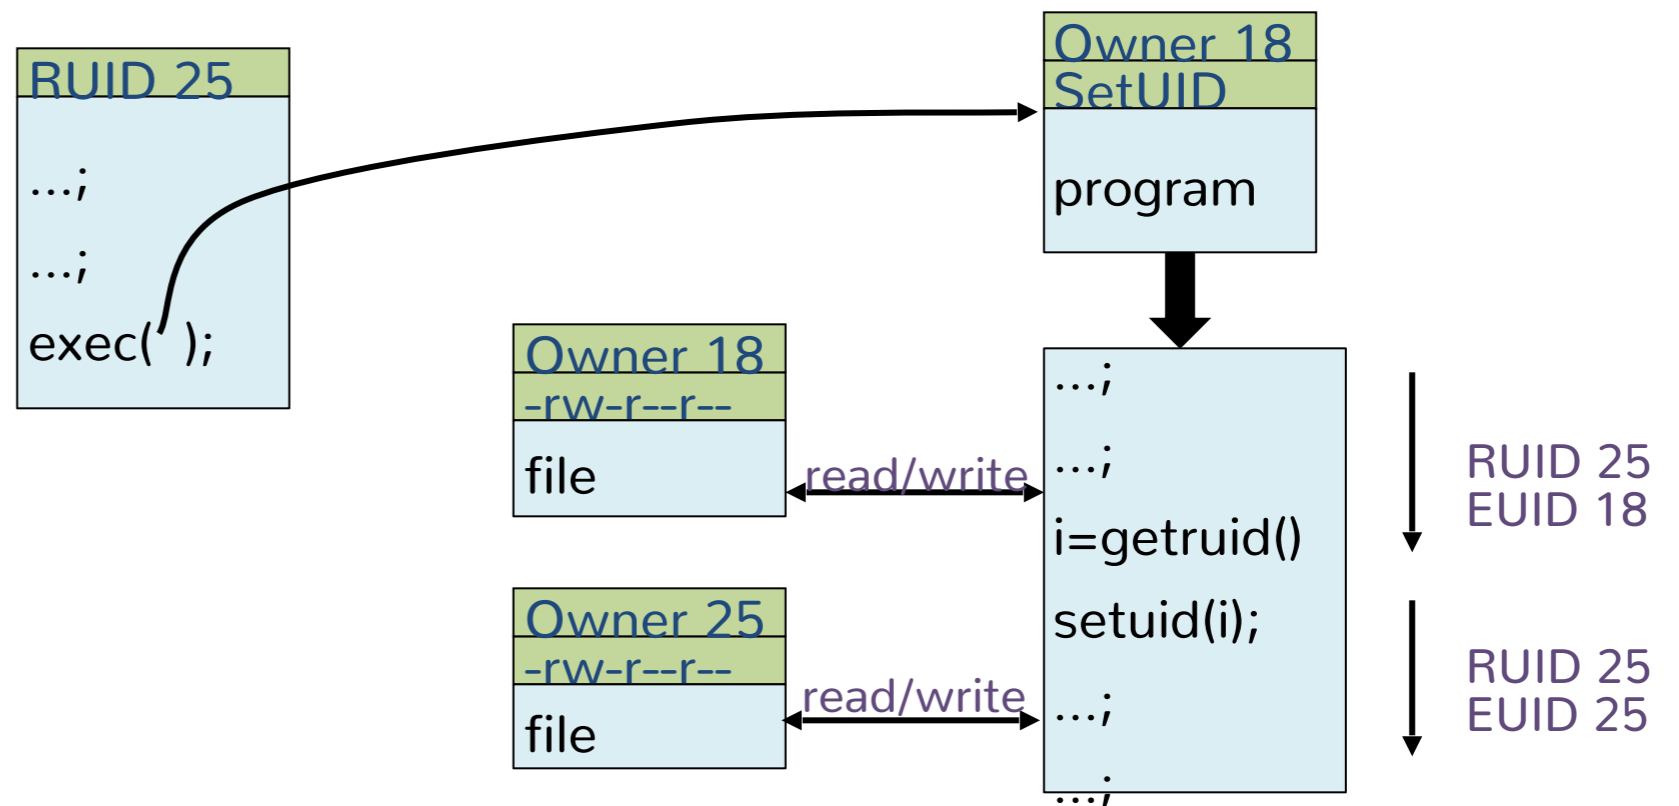 RUID 25
...;
...;
exec( );
Owner 18
SetUID
program
Owner 18
-rw-r--r--
file
read/write
Owner 25
-rw-r--r--
file
read/write
...;
...;
i=getruid()
setuid(i);
...;
...;
RUID 25
EUID 18
RUID 25
EUID 25